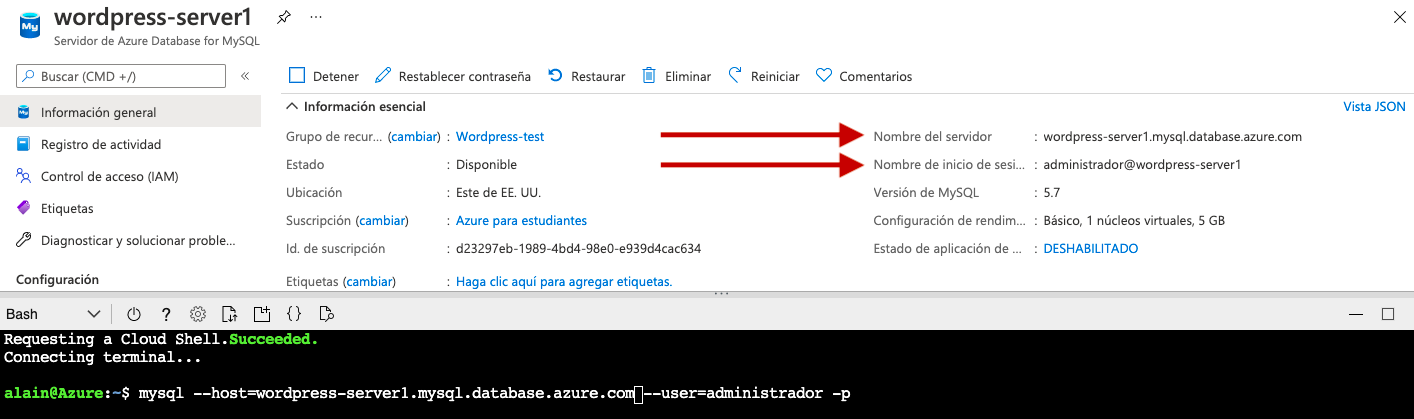 wordpress-server1 ...
Servidor de Azure Database for MySQL
Buscar (CMD +/) «
Información general
Registro de actividad
Control de acceso (IAM)
Etiquetas
Diagnosticar y solucionar proble...
Configuración
Detener Restablecer contraseña Restaurar Eliminar Reiniciar Comentarios
Información esencial Vista JSON
Grupo de recur... (cambiar) : Wordpress-test
Estado : Disponible
Ubicación : Este de EE. UU.
Suscripción (cambiar) : Azure para estudiantes
Id. de suscripción : d23297eb-1989-4bd4-98e0-e939d4cac634
Etiquetas (cambiar) : Haga clic aquí para agregar etiquetas.
Nombre del servidor : wordpress-server1.mysql.database.azure.com
Nombre de inicio de sesi... : administrador@wordpress-server1
Versión de MySQL : 5.7
Configuración de rendim... : Básico, 1 núcleos virtuales, 5 GB
Estado de aplicación de ... : DESHABILITADO
Bash ? {}
Requesting a Cloud Shell.Succeeded.
Connecting terminal...
alain@Azure:~$ mysql --host=wordpress-server1.mysql.database.azure.com --user=administrador -p